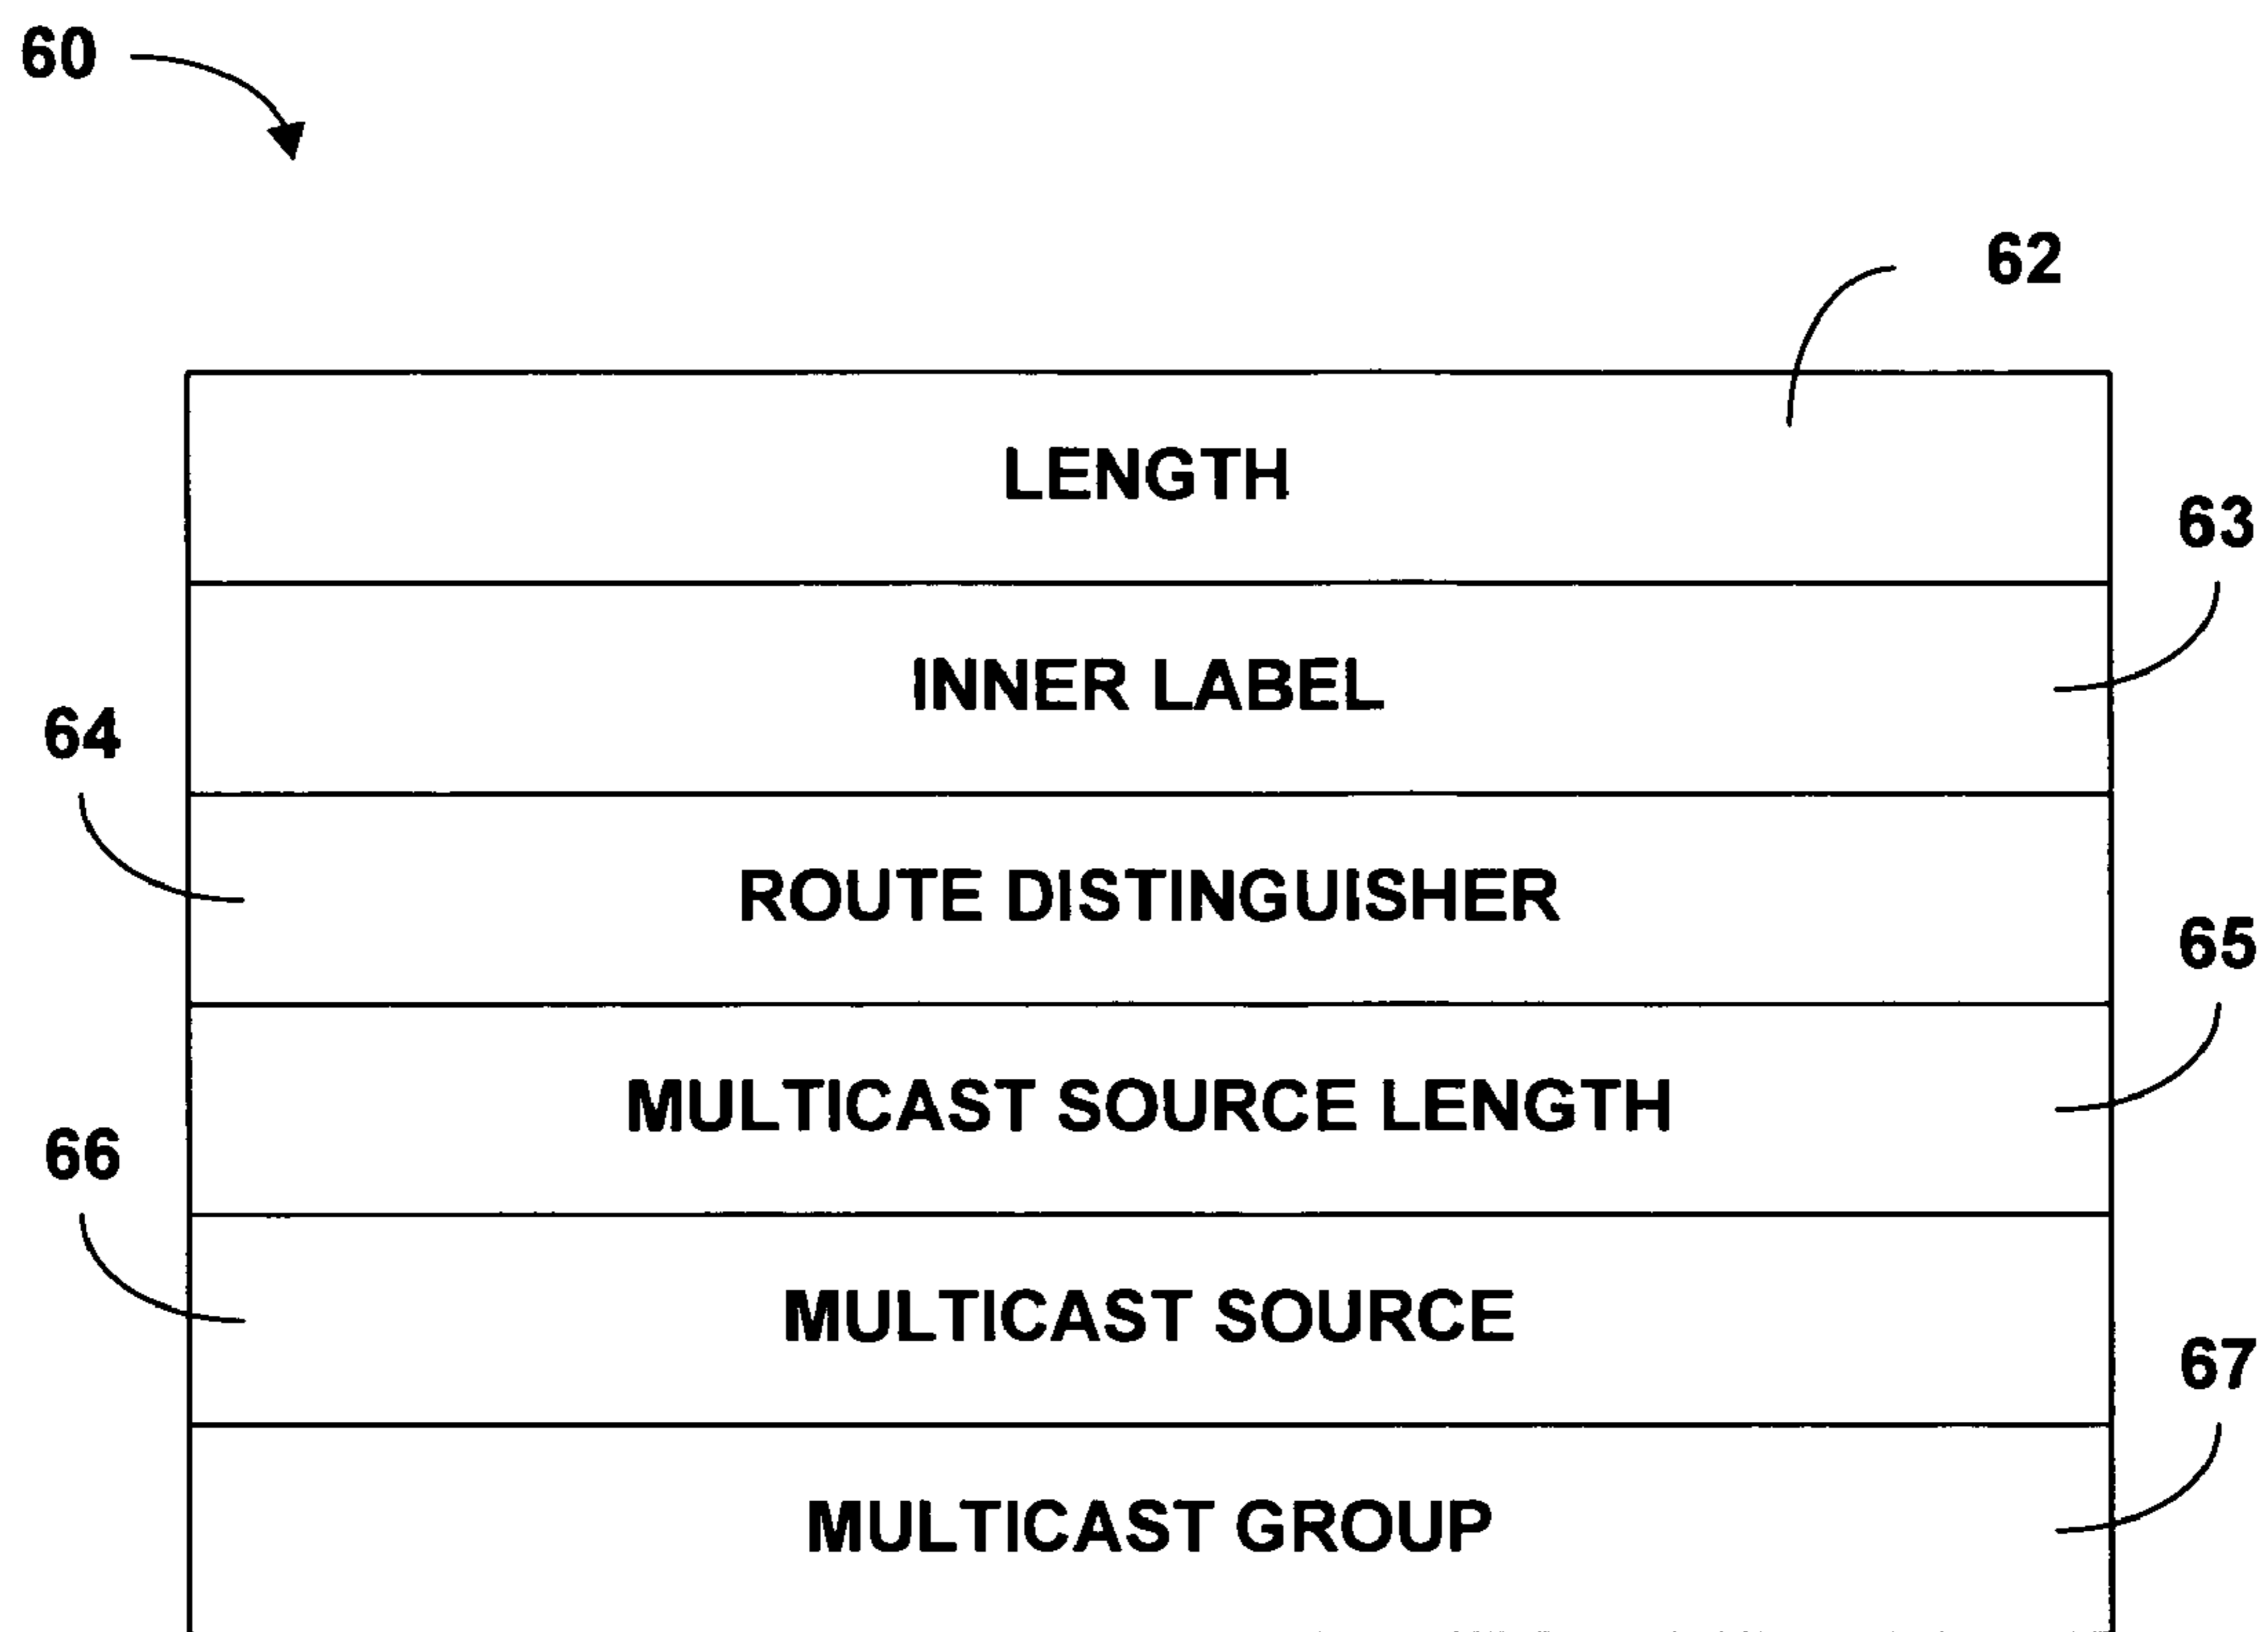 60
62
LENGTH
63
INNER LABEL
64
ROUTE DISTINGUISHER
65
MULTICAST SOURCE LENGTH
66
MULTICAST SOURCE
67
MULTICAST GROUP